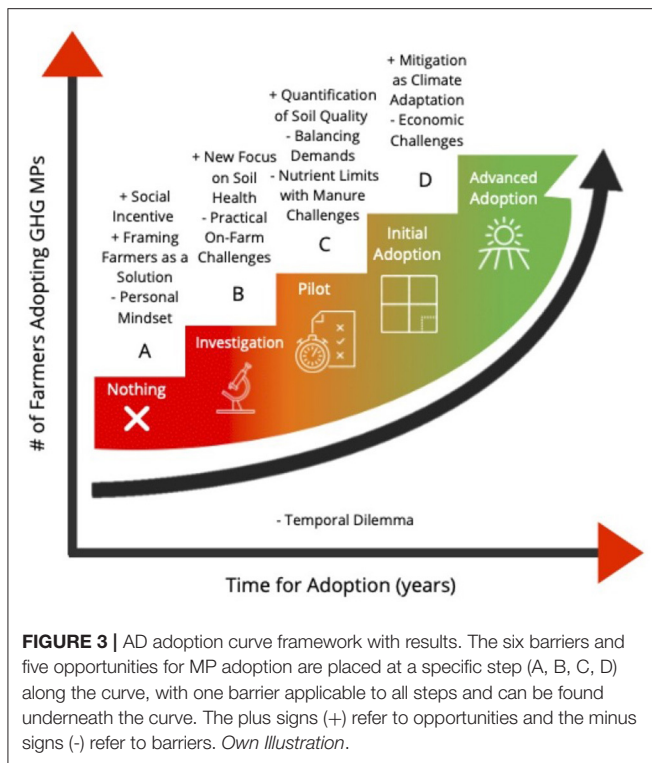 # of Farmers Adopting GHG MPs
+ Social
Incentive
+ Framing
Farmers as a
Solution
- Personal
Mindset
A
+ New Focus
on Soil
Health
- Practical
On-Farm
Challenges
B
+ Quantification
of Soil Quality
- Balancing
Demands
- Nutrient Limits
with Manure
Challenges
C
+ Mitigation
as Climate
Adaptation
- Economic
Challenges
D
Nothing
Investigation
Pilot
Initial
Adoption
Advanced
Adoption
- Temporal Dilemma
Time for Adoption (years)
FIGURE 3 | AD adoption curve framework with results. The six barriers and
five opportunities for MP adoption are placed at a specific step (A, B, C, D)
along the curve, with one barrier applicable to all steps and can be found
underneath the curve. The plus signs (+) refer to opportunities and the minus
signs (-) refer to barriers. Own Illustration.